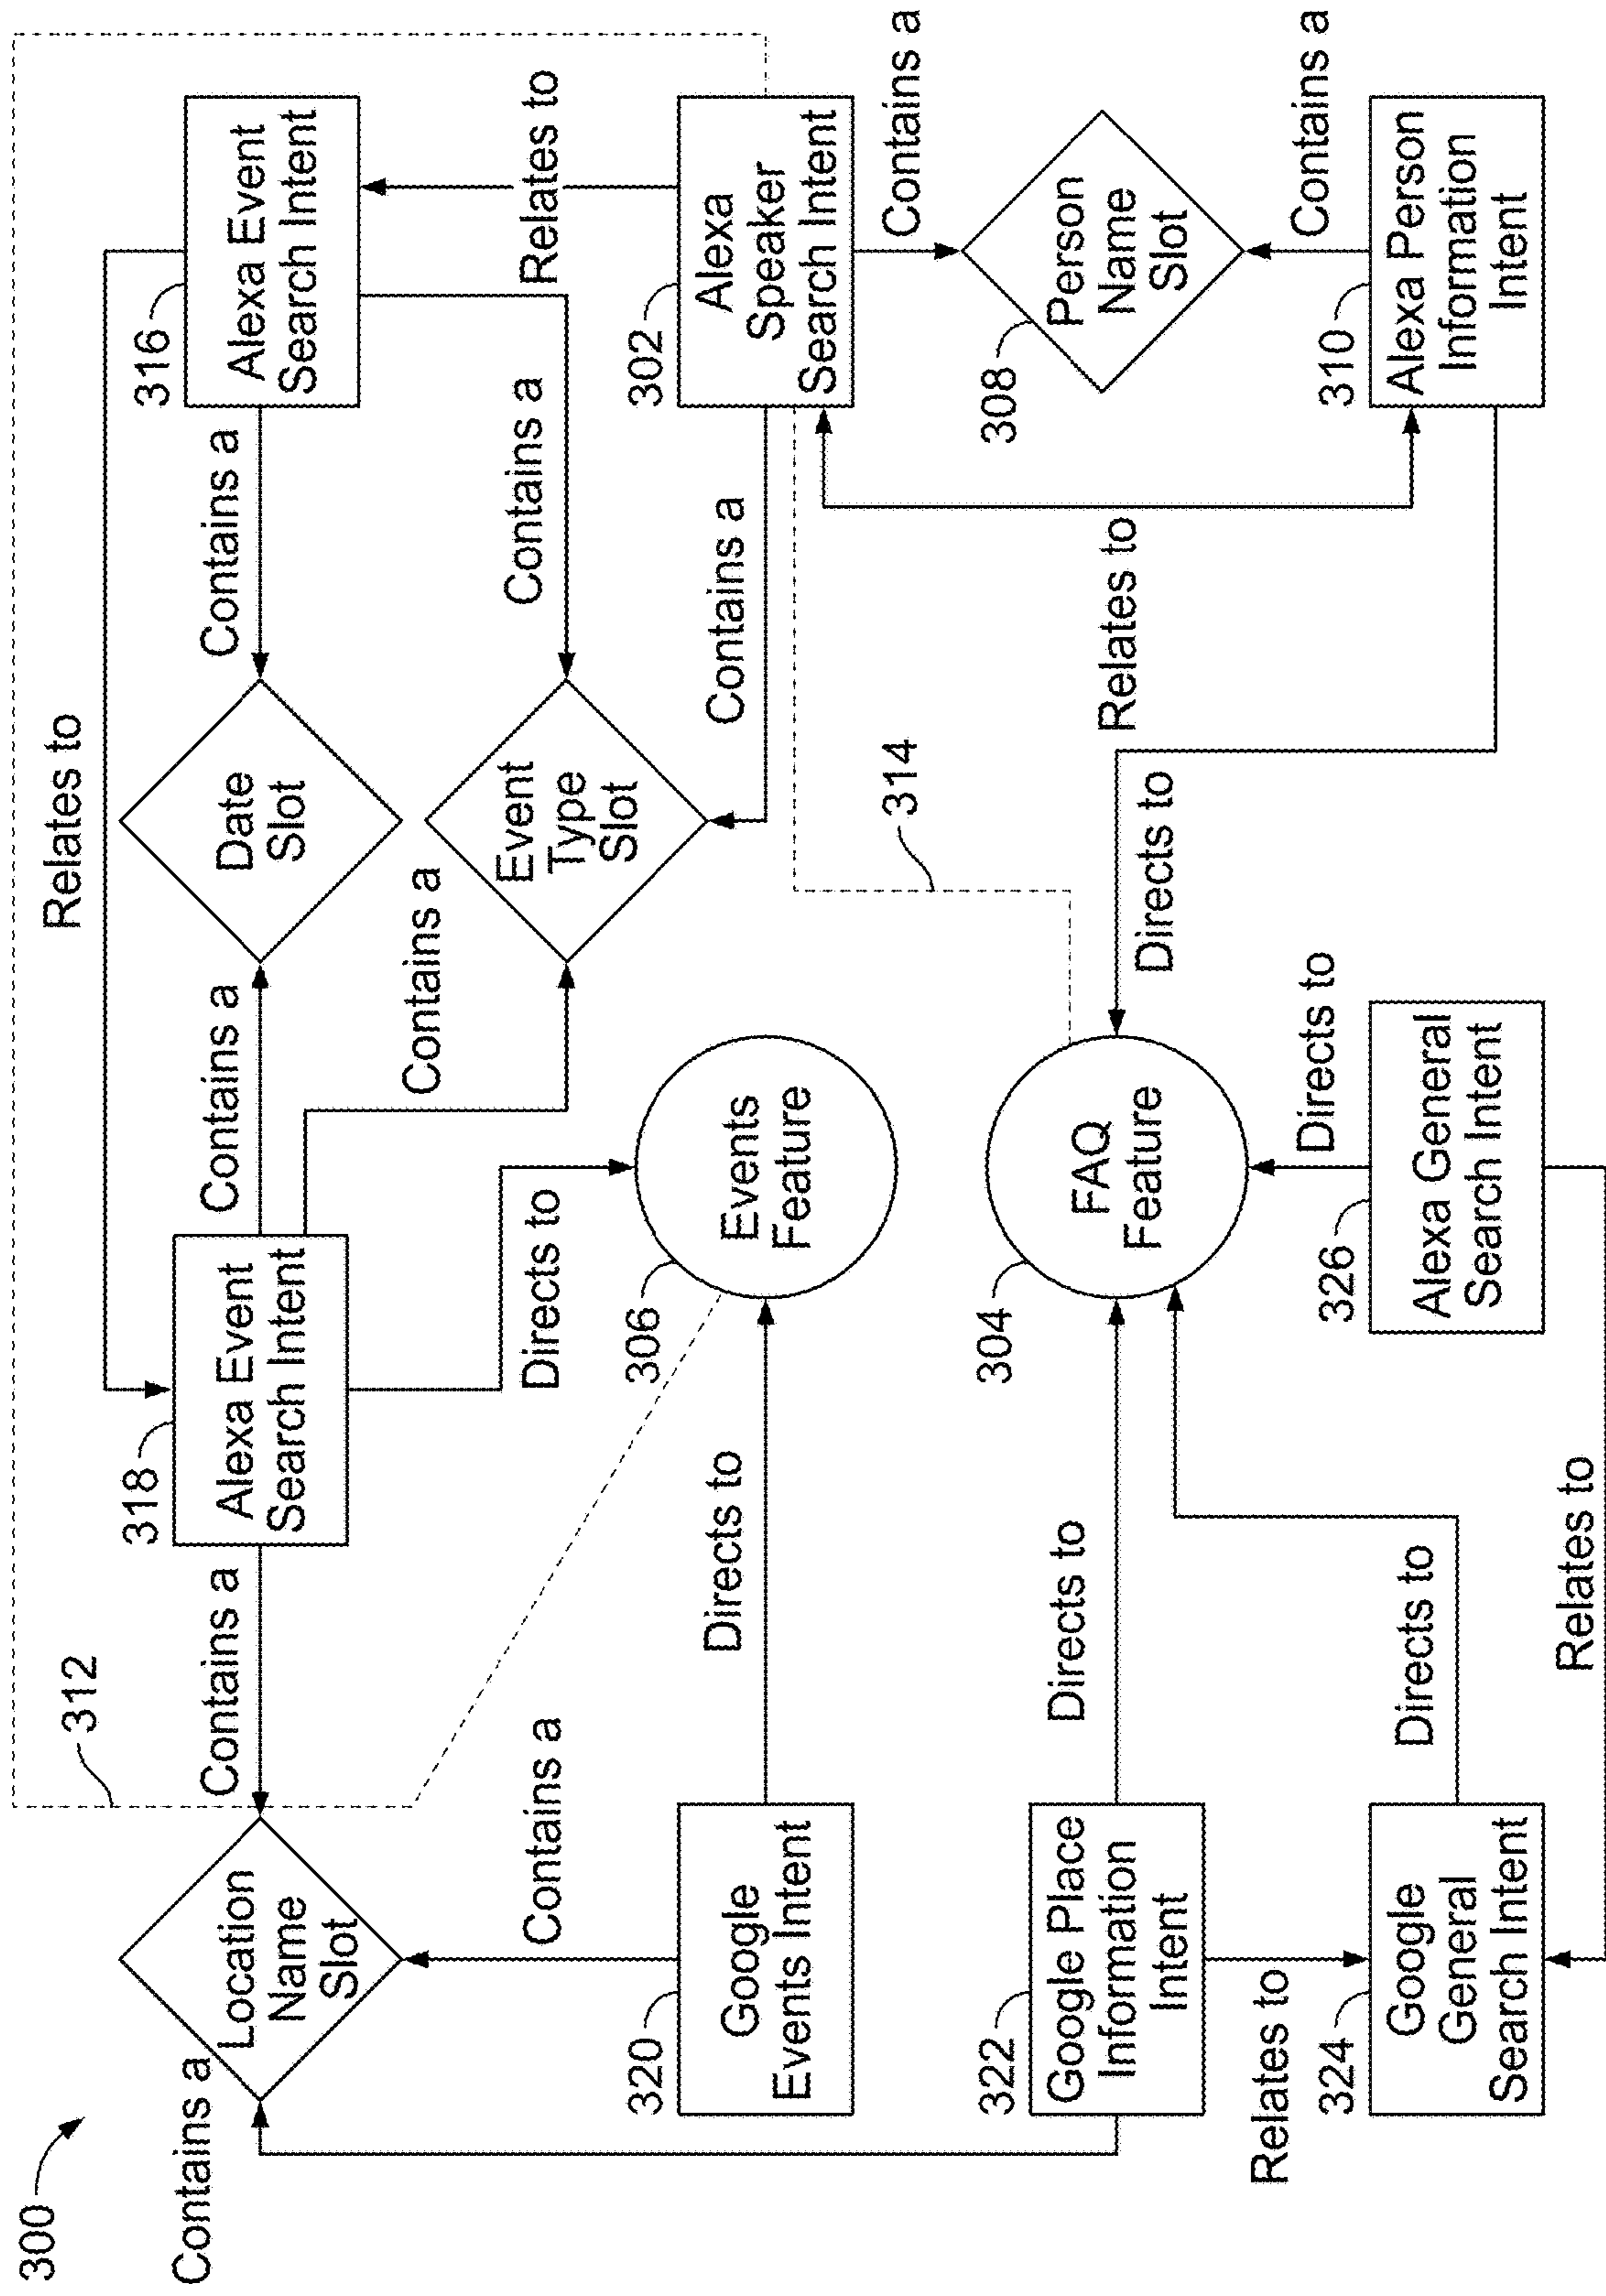 300
Contains a
Location
Name
Slot
312
Contains a
318
Alexa Event
Search Intent
Contains a
Date
Slot
Contains a
Relates to
316
Alexa Event
Search Intent
Contains a
Contains a
Event
Type
Slot
Contains a
Relates to
Directs to
Contains a
320
Google
Events Intent
Directs to
306
Events
Feature
Contains a
302
Alexa
Speaker
Search Intent
314
Contains a
308
Person
Name
Slot
322
Google Place
Information
Intent
Directs to
304
FAQ
Feature
Directs to
Relates to
Contains a
Relates to
324
Google
General
Search Intent
Directs to
Directs to
326
Alexa General
Search Intent
310
Alexa Person
Information
Intent
Relates to